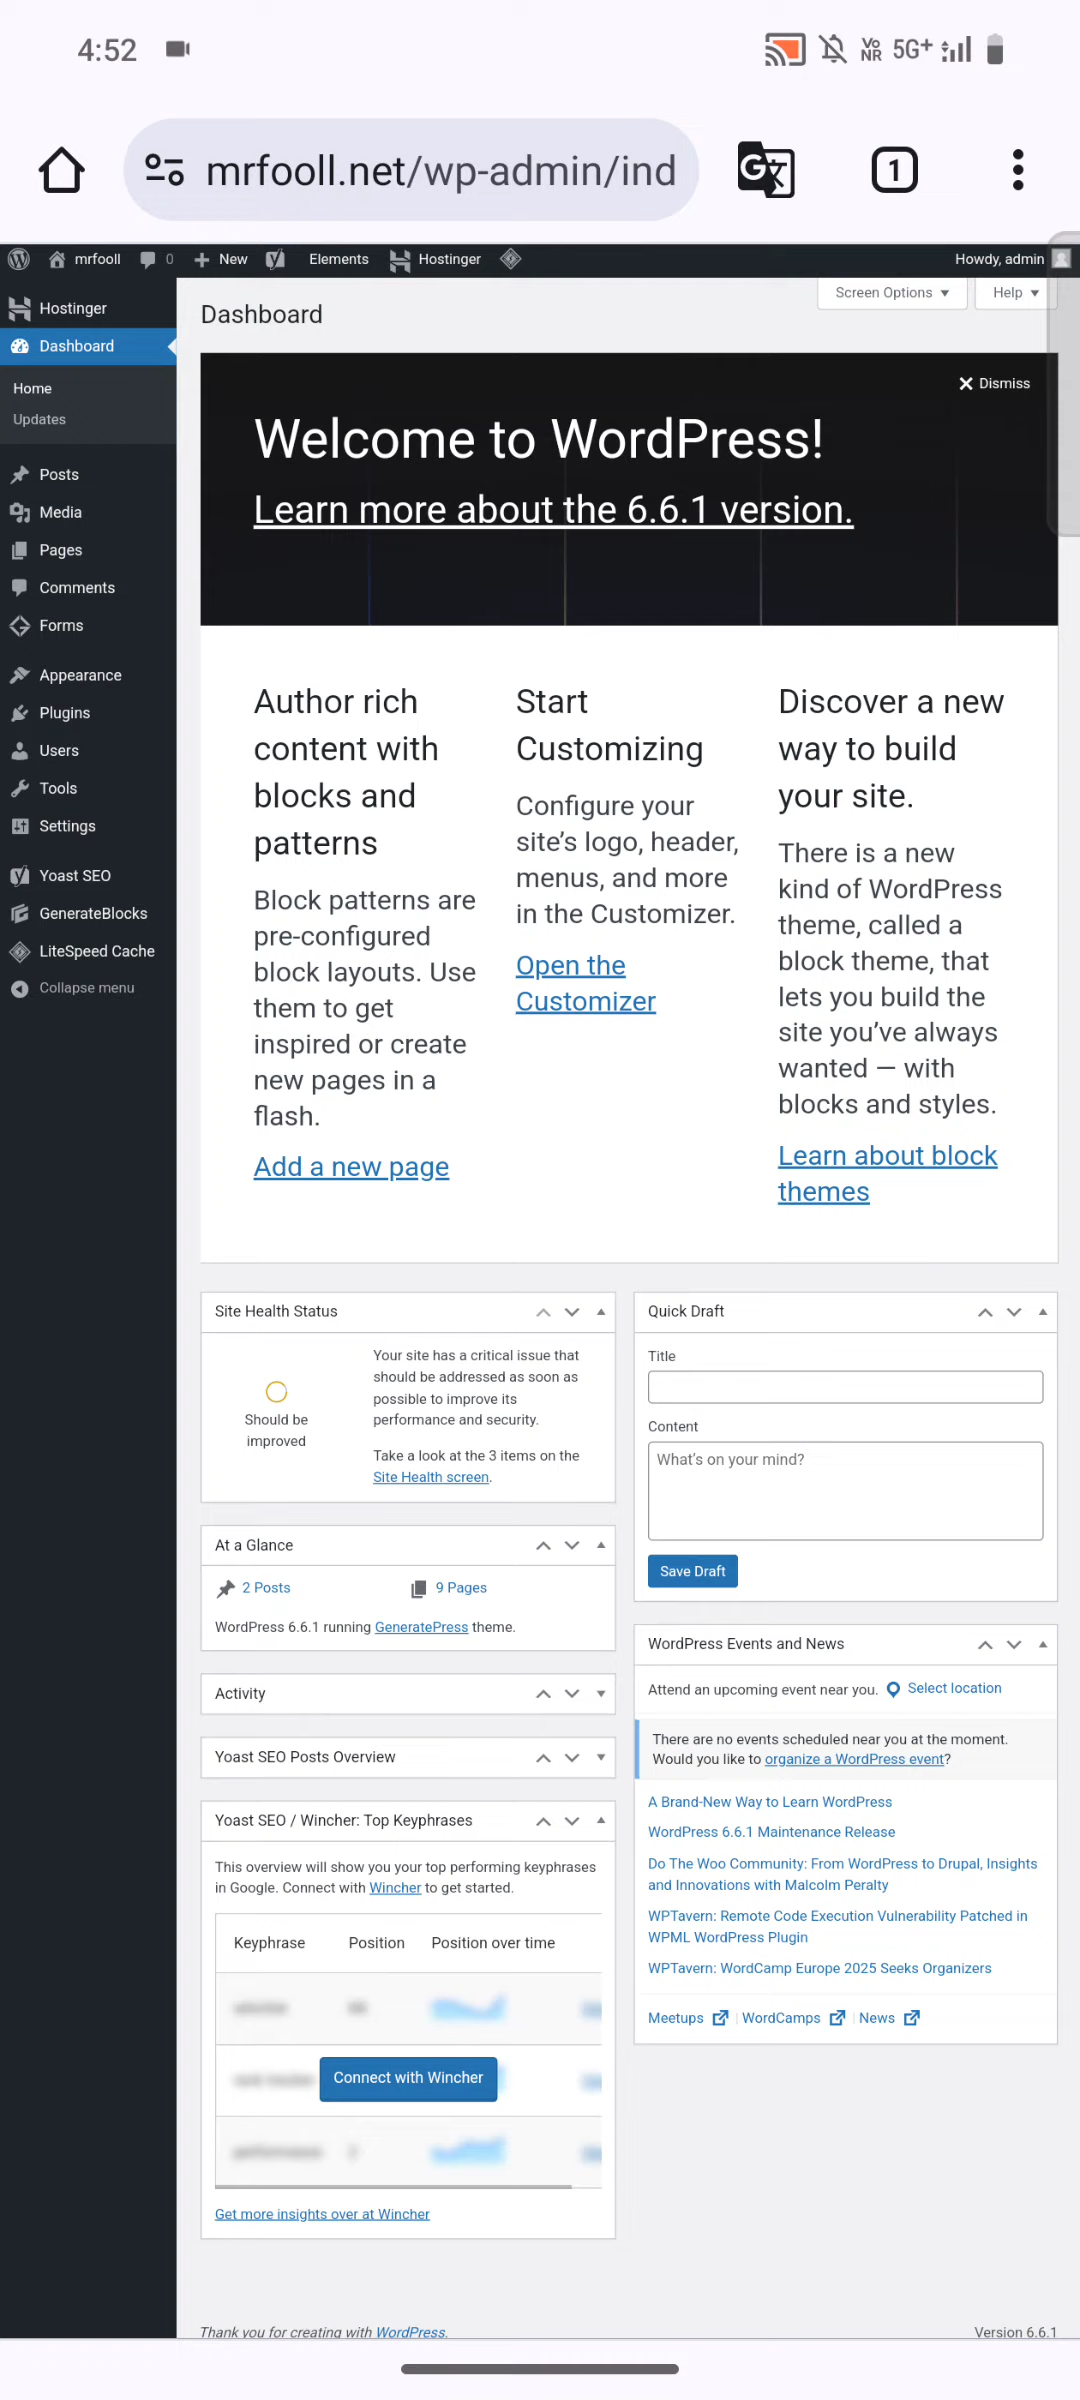 4:52
Vo NR 5G+
mrfooll.net/wp-admin/ind
1
mrfooll 0 New Elements Hostinger Howdy, admin
Hostinger
Dashboard
Home
Updates
Posts
Media
Pages
Comments
Forms
Appearance
Plugins
Users
Tools
Settings
Yoast SEO
GenerateBlocks
LiteSpeed Cache
Collapse menu
Screen Options
Help
Dashboard
Dismiss
Welcome to WordPress!
Learn more about the 6.6.1 version.
Author rich
content with
blocks and
patterns
Block patterns are
pre-configured
block layouts. Use
them to get
inspired or create
new pages in a
flash.
Add a new page
Start
Customizing
Configure your
site’s logo, header,
menus, and more
in the Customizer.
Open the
Customizer
Discover a new
way to build
your site.
There is a new
kind of WordPress
theme, called a
block theme, that
lets you build the
site you’ve always
wanted — with
blocks and styles.
Learn about block
themes
Site Health Status
Should be
improved
Your site has a critical issue that
should be addressed as soon as
possible to improve its
performance and security.
Take a look at the 3 items on the
Site Health screen.
At a Glance
2 Posts
9 Pages
WordPress 6.6.1 running GeneratePress theme.
Activity
Yoast SEO Posts Overview
Yoast SEO / Wincher: Top Keyphrases
This overview will show you your top performing keyphrases
in Google. Connect with Wincher to get started.
Keyphrase Position Position over time
Connect with Wincher
Get more insights over at Wincher
Quick Draft
Title
Content
What’s on your mind?
Save Draft
WordPress Events and News
Attend an upcoming event near you. Select location
There are no events scheduled near you at the moment.
Would you like to organize a WordPress event?
A Brand-New Way to Learn WordPress
WordPress 6.6.1 Maintenance Release
Do The Woo Community: From WordPress to Drupal, Insights
and Innovations with Malcolm Peralty
WPTavern: Remote Code Execution Vulnerability Patched in
WPML WordPress Plugin
WPTavern: WordCamp Europe 2025 Seeks Organizers
Meetups | WordCamps | News
Thank you for creating with WordPress.
Version 6.6.1